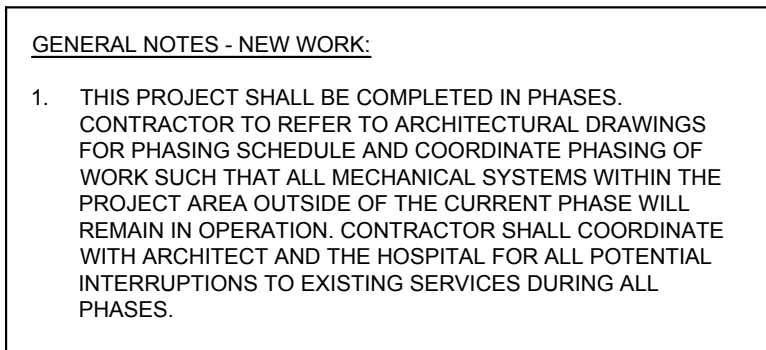 GENERAL NOTES - NEW WORK:
1. THIS PROJECT SHALL BE COMPLETED IN PHASES.
CONTRACTOR TO REFER TO ARCHITECTURAL DRAWINGS
FOR PHASING SCHEDULE AND COORDINATE PHASING OF
WORK SUCH THAT ALL MECHANICAL SYSTEMS WITHIN THE
PROJECT AREA OUTSIDE OF THE CURRENT PHASE WILL
REMAIN IN OPERATION. CONTRACTOR SHALL COORDINATE
WITH ARCHITECT AND THE HOSPITAL FOR ALL POTENTIAL
INTERRUPTIONS TO EXISTING SERVICES DURING ALL
PHASES.